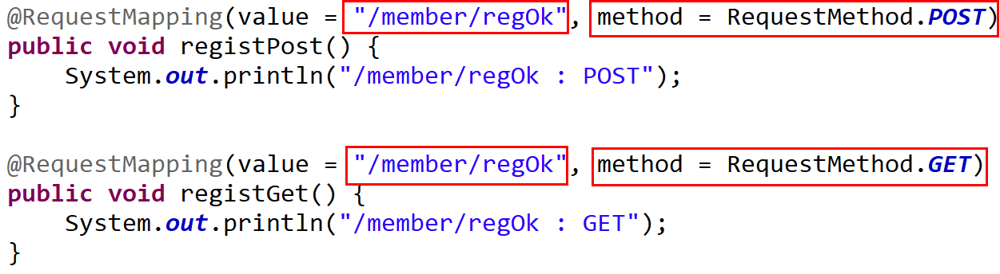 @RequestMapping(value = "/member/regOk", method = RequestMethod.POST)
public void registPost() {
    System.out.println("/member/regOk : POST");
}

@RequestMapping(value = "/member/regOk", method = RequestMethod.GET)
public void registGet() {
    System.out.println("/member/regOk : GET");
}